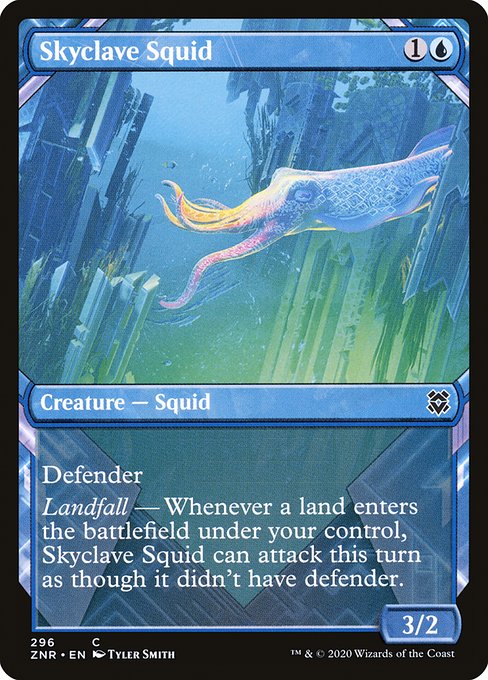 Skyclave Squid 1
Creature — Squid
Defender
Landfall — Whenever a land enters
the battlefield under your control,
Skyclave Squid can attack this turn
as though it didn't have defender.
3/2
296 C
ZNR • EN Tyler Smith
™ & © 2020 Wizards of the Coast